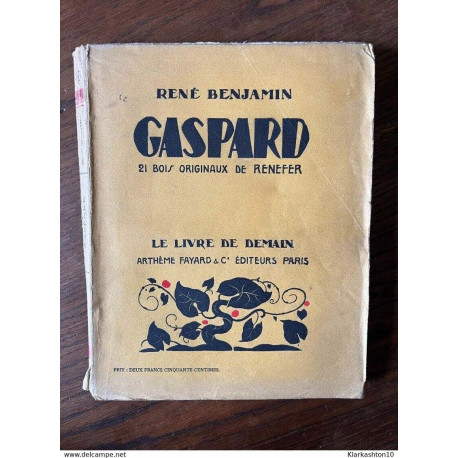 RENÉ BENJAMIN
GASPARD
21 BOIS ORIGINAUX DE RENEFER
LE LIVRE DE DEMAIN
ARTHÈME FAYARD & Cⁱᵉ ÉDITEURS PARIS
PRIX : DEUX FRANCS CINQUANTE CENTIMES.
www.delcampe.net
Klarkashton10